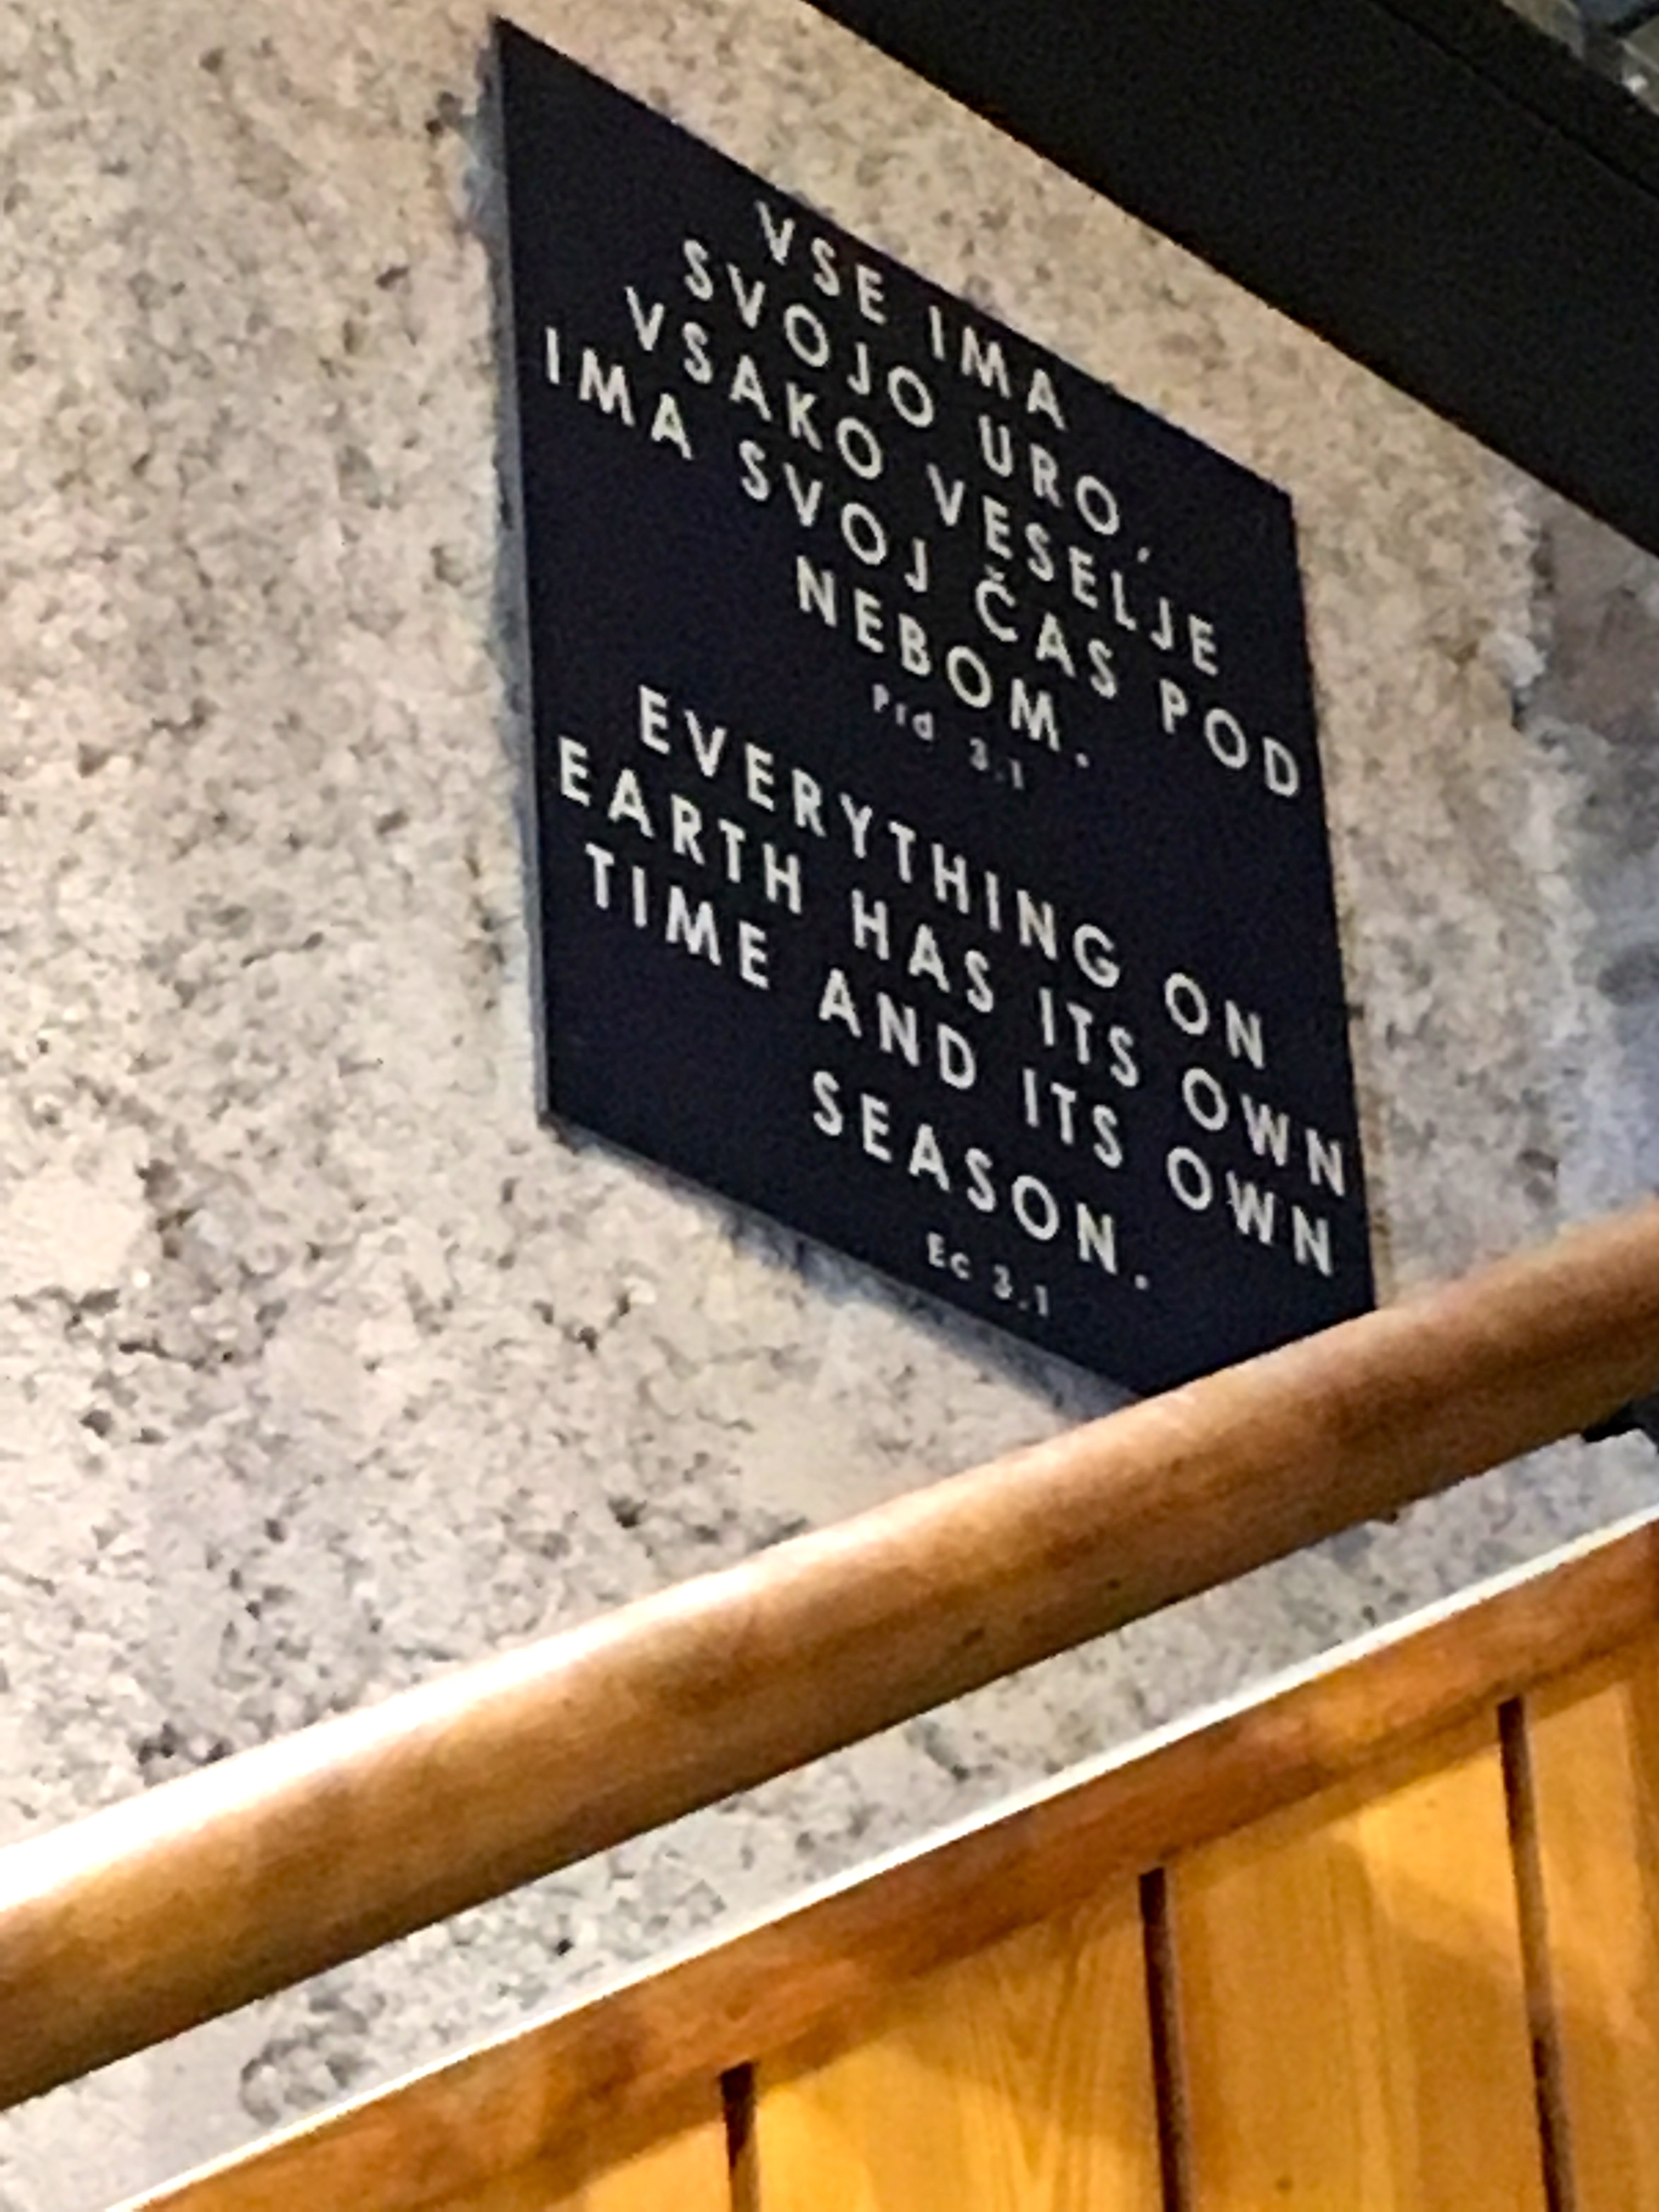 VSE IMA
SVOJO URO,
VSAKO VESELJE
IMA SVOJ ČAS POD
NEBOM.
Prd 3.1
EVERYTHING ON
EARTH HAS ITS OWN
TIME AND ITS OWN
SEASON.
Ec 3.1